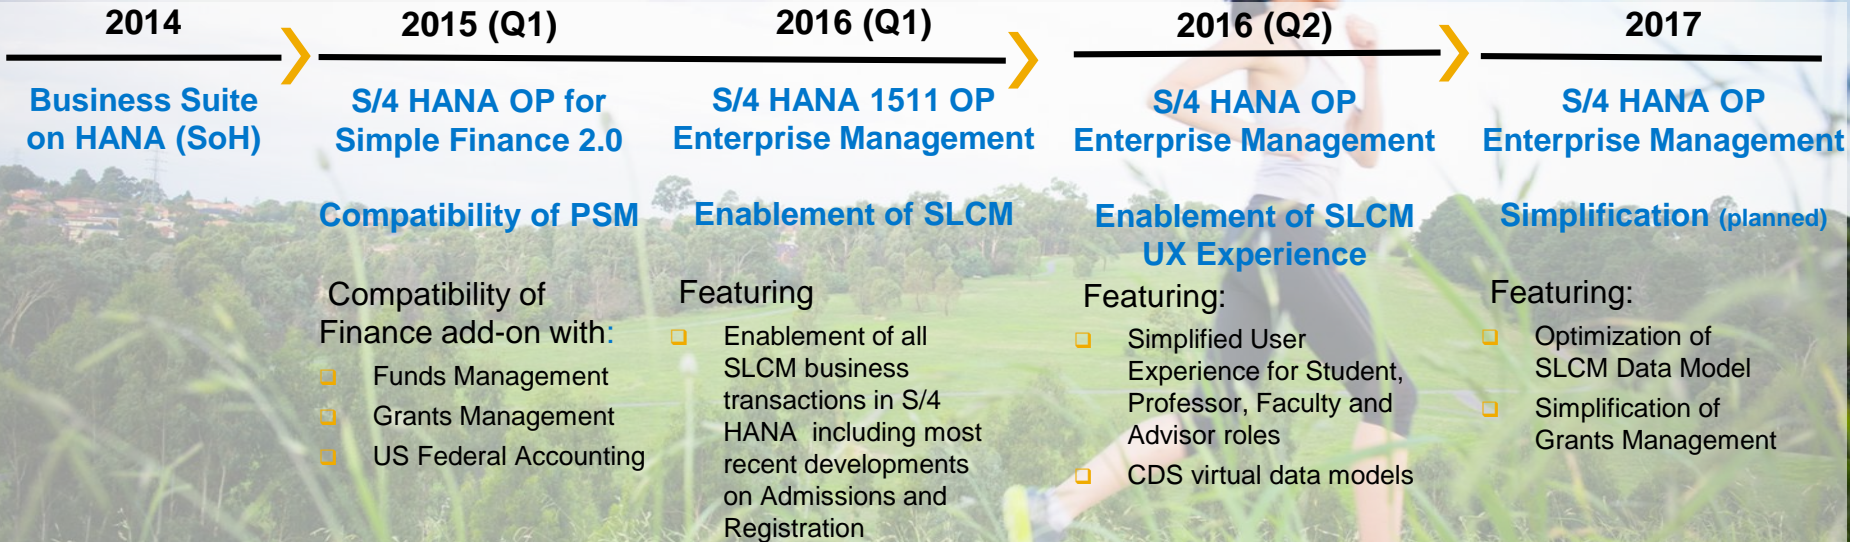 2014
Business Suite
on HANA (SoH)
2015 (Q1)
S/4 HANA OP for
Simple Finance 2.0
Compatibility of PSM
Compatibility of
Finance add-on with:
Funds Management
Grants Management
US Federal Accounting
2016 (Q1)
S/4 HANA 1511 OP
Enterprise Management
Enablement of SLCM
Featuring
Enablement of all
SLCM business
transactions in S/4
HANA including most
recent developments
on Admissions and
Registration
2016 (Q2)
S/4 HANA OP
Enterprise Management
Enablement of SLCM
UX Experience
Featuring:
Simplified User
Experience for Student,
Professor, Faculty and
Advisor roles
CDS virtual data models
2017
S/4 HANA OP
Enterprise Management
Simplification (planned)
Featuring:
Optimization of
SLCM Data Model
Simplification of
Grants Management